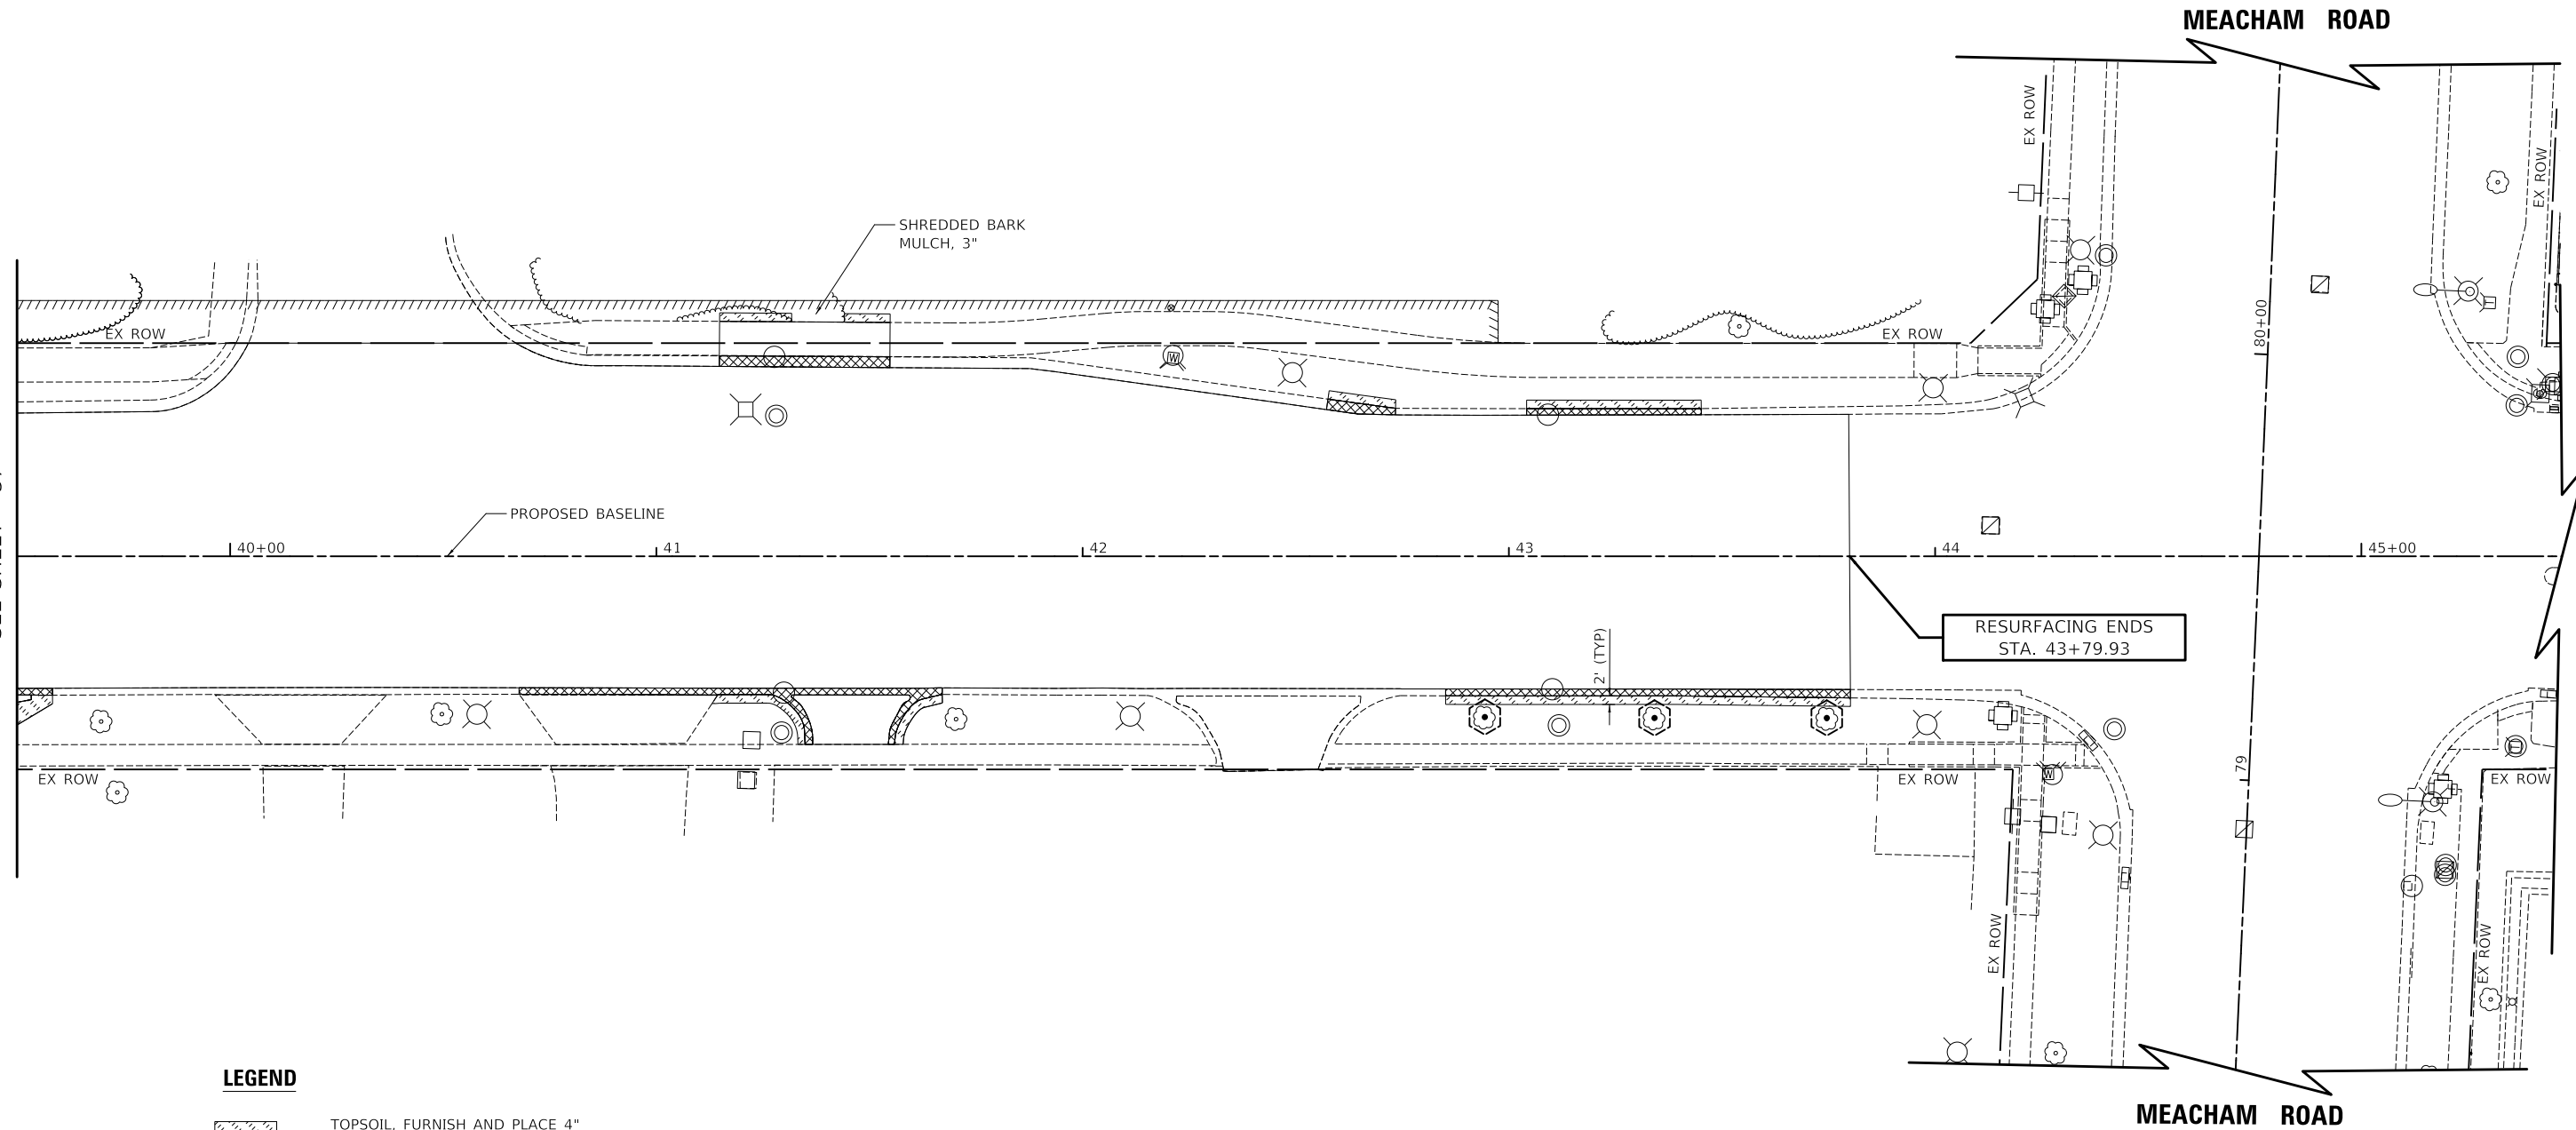 MEACHAM ROAD
EX ROW
EX ROW
SHREDDED BARK
MULCH, 3"
EX ROW
EX ROW
80+00
PROPOSED BASELINE
40+00
41
42
43
44
45+00
RESURFACING ENDS
STA. 43+79.93
2' (TYP)
79
EX ROW
EX ROW
EX ROW
EX ROW
EX ROW
LEGEND
TOPSOIL, FURNISH AND PLACE 4"
MEACHAM ROAD
W
W